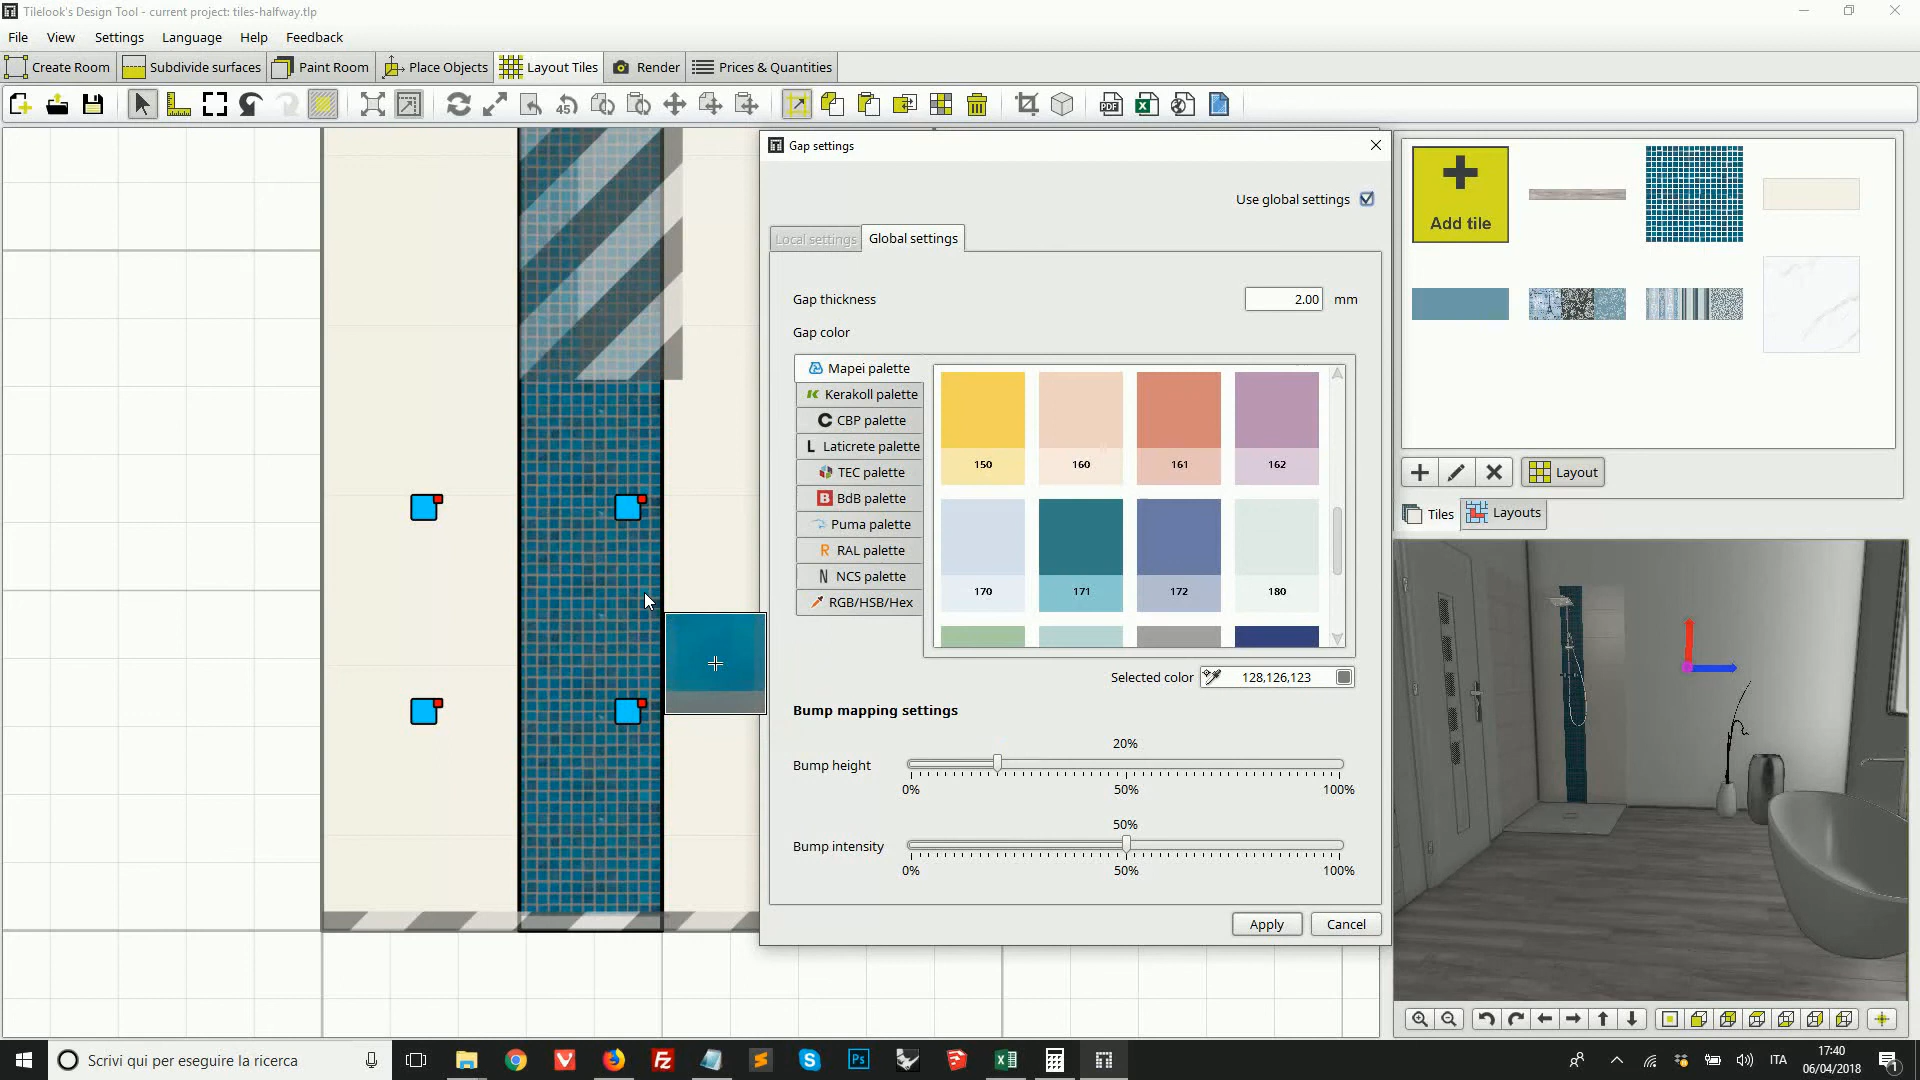 Tilelook's Design Tool - current project: tiles-halfway.tlp
File View Settings Language Help Feedback
Create Room Subdivide surfaces Paint Room Place Objects Layout Tiles Render Prices & Quantities
45
PDF
Gap settings
Use global settings
Local settings Global settings
Gap thickness 2.00 mm
Gap color
Mapei palette
Kerakoll palette
CBP palette
Laticrete palette
TEC palette
BdB palette
Puma palette
RAL palette
NCS palette
RGB/HSB/Hex
150 160 161 162
170 171 172 180
Selected color 128,126,123
Bump mapping settings
20%
Bump height
0% 50% 100%
50%
Bump intensity
0% 50% 100%
Apply Cancel
Add tile
Layout
Tiles Layouts
Scrivi qui per eseguire la ricerca
Ps
ITA
17:40
06/04/2018
1